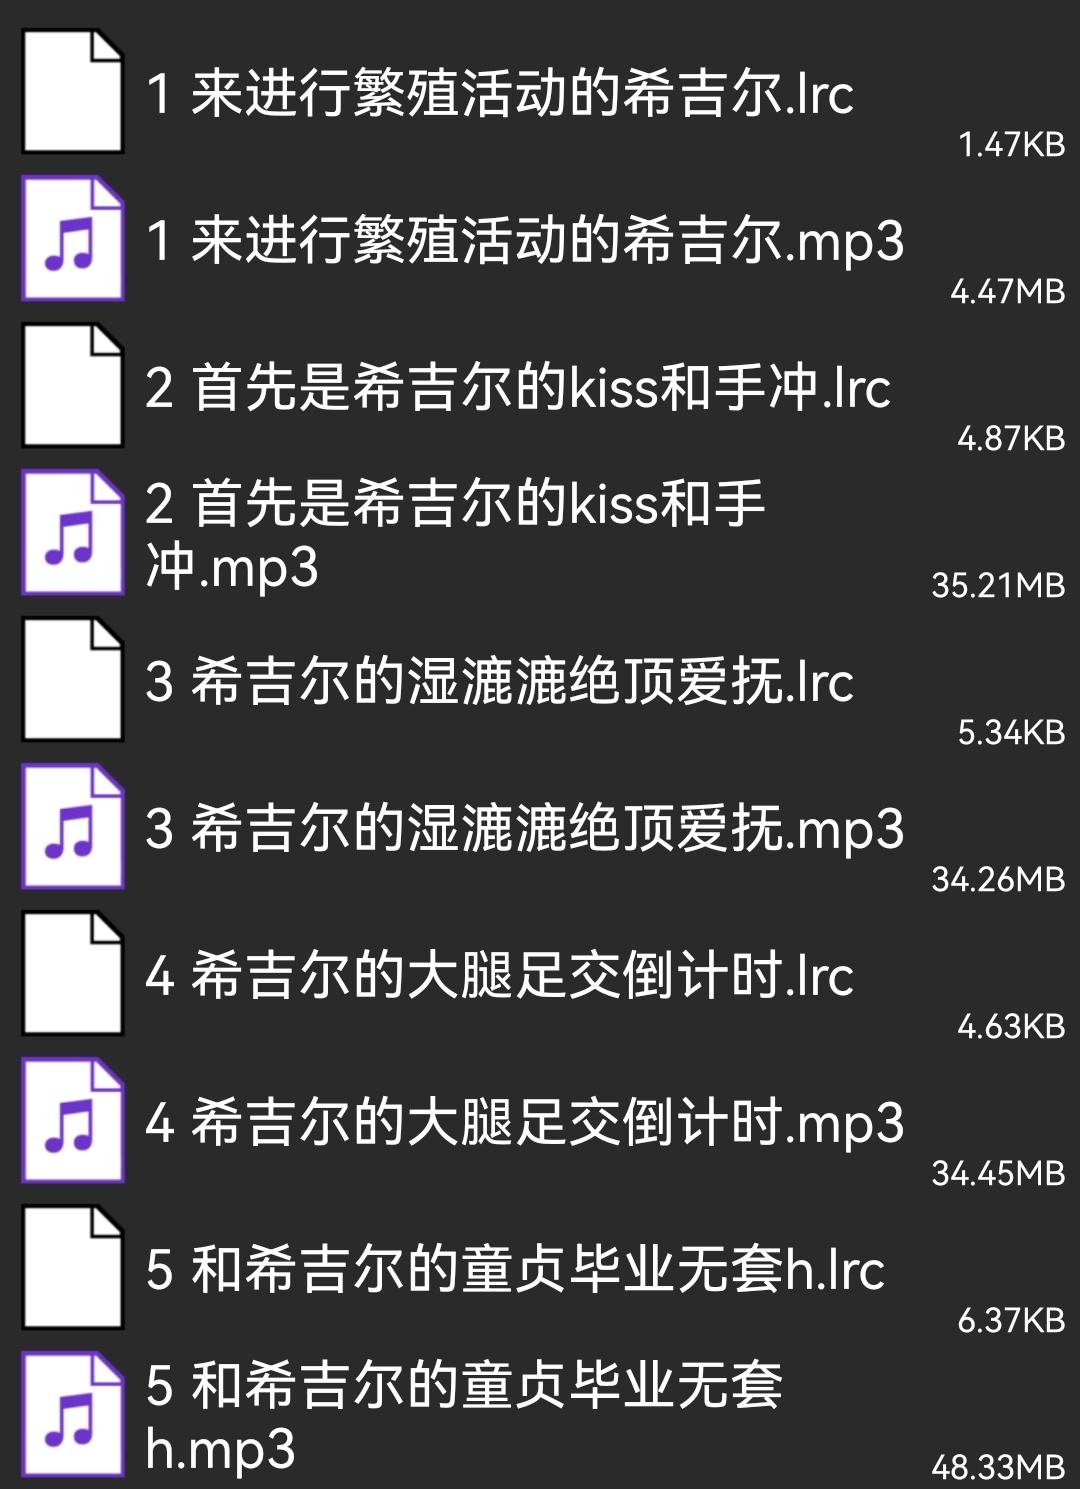 1 来进行繁殖活动的希吉尔.lrc
1.47KB
1 来进行繁殖活动的希吉尔.mp3
4.47MB
2 首先是希吉尔的kiss和手冲.lrc
4.87KB
2 首先是希吉尔的kiss和手
冲.mp3
35.21MB
3 希吉尔的湿漉漉绝顶爱抚.lrc
5.34KB
3 希吉尔的湿漉漉绝顶爱抚.mp3
34.26MB
4 希吉尔的大腿足交倒计时.lrc
4.63KB
4 希吉尔的大腿足交倒计时.mp3
34.45MB
5 和希吉尔的童贞毕业无套h.lrc
6.37KB
5 和希吉尔的童贞毕业无套
h.mp3
48.33MB